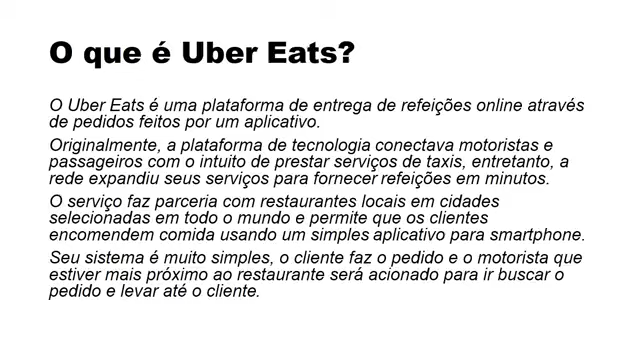 O que é Uber Eats?
O Uber Eats é uma plataforma de entrega de refeições online através
de pedidos feitos por um aplicativo.
Originalmente, a plataforma de tecnologia conectava motoristas e
passageiros com o intuito de prestar serviços de taxis, entretanto, a
rede expandiu seus serviços para fornecer refeições em minutos.
O serviço faz parceria com restaurantes locais em cidades
selecionadas em todo o mundo e permite que os clientes
encomendem comida usando um simples aplicativo para smartphone.
Seu sistema é muito simples, o cliente faz o pedido e o motorista que
estiver mais próximo ao restaurante será acionado para ir buscar o
pedido e levar até o cliente.